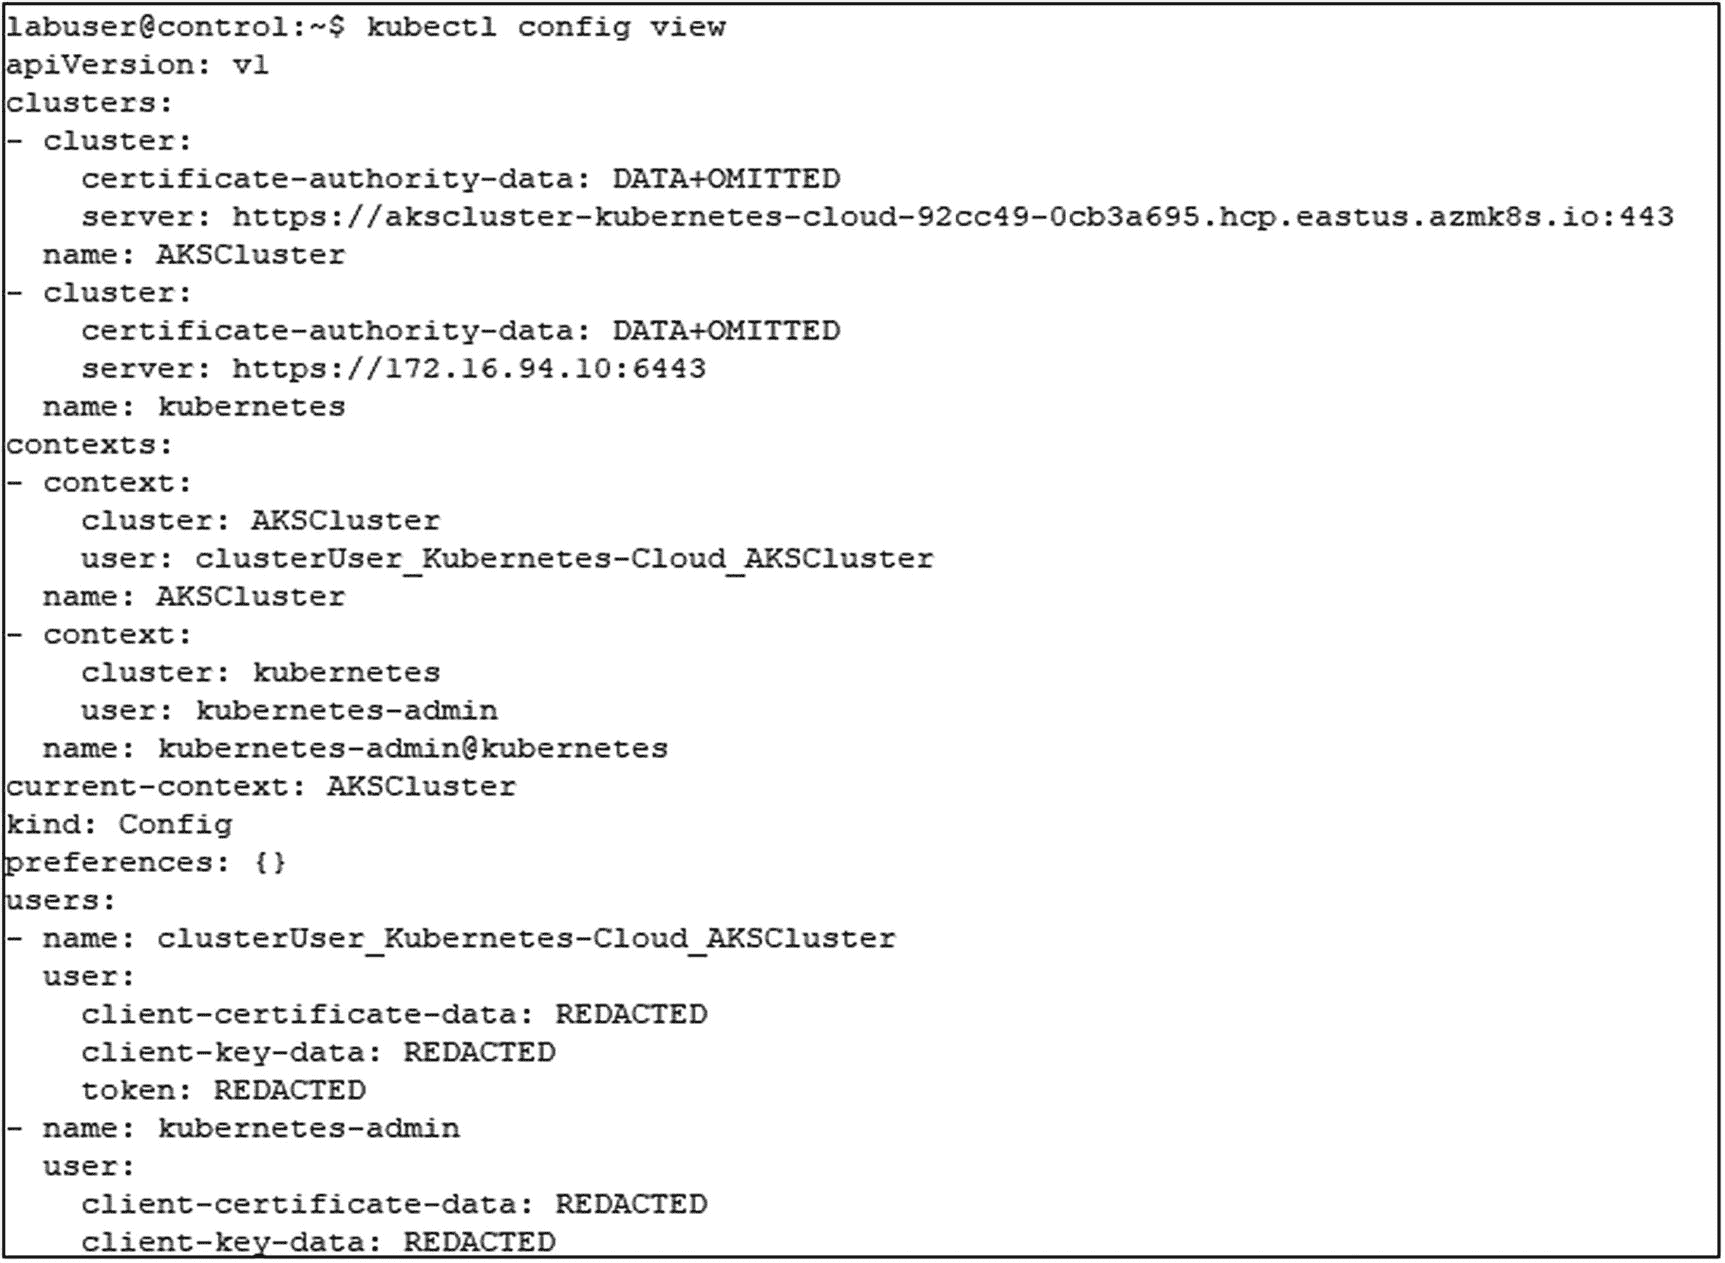 labuser@control:~$ kubectl config view
apiVersion: v1
clusters:
- cluster:
    certificate-authority-data: DATA+OMITTED
    server: https://akscluster-kubernetes-cloud-92cc49-0cb3a695.hcp.eastus.azmk8s.io:443
  name: AKSCluster
- cluster:
    certificate-authority-data: DATA+OMITTED
    server: https://172.16.94.10:6443
  name: kubernetes
contexts:
- context:
    cluster: AKSCluster
    user: clusterUser_Kubernetes-Cloud_AKSCluster
  name: AKSCluster
- context:
    cluster: kubernetes
    user: kubernetes-admin
  name: kubernetes-admin@kubernetes
current-context: AKSCluster
kind: Config
preferences: {}
users:
- name: clusterUser_Kubernetes-Cloud_AKSCluster
  user:
    client-certificate-data: REDACTED
    client-key-data: REDACTED
    token: REDACTED
- name: kubernetes-admin
  user:
    client-certificate-data: REDACTED
    client-key-data: REDACTED